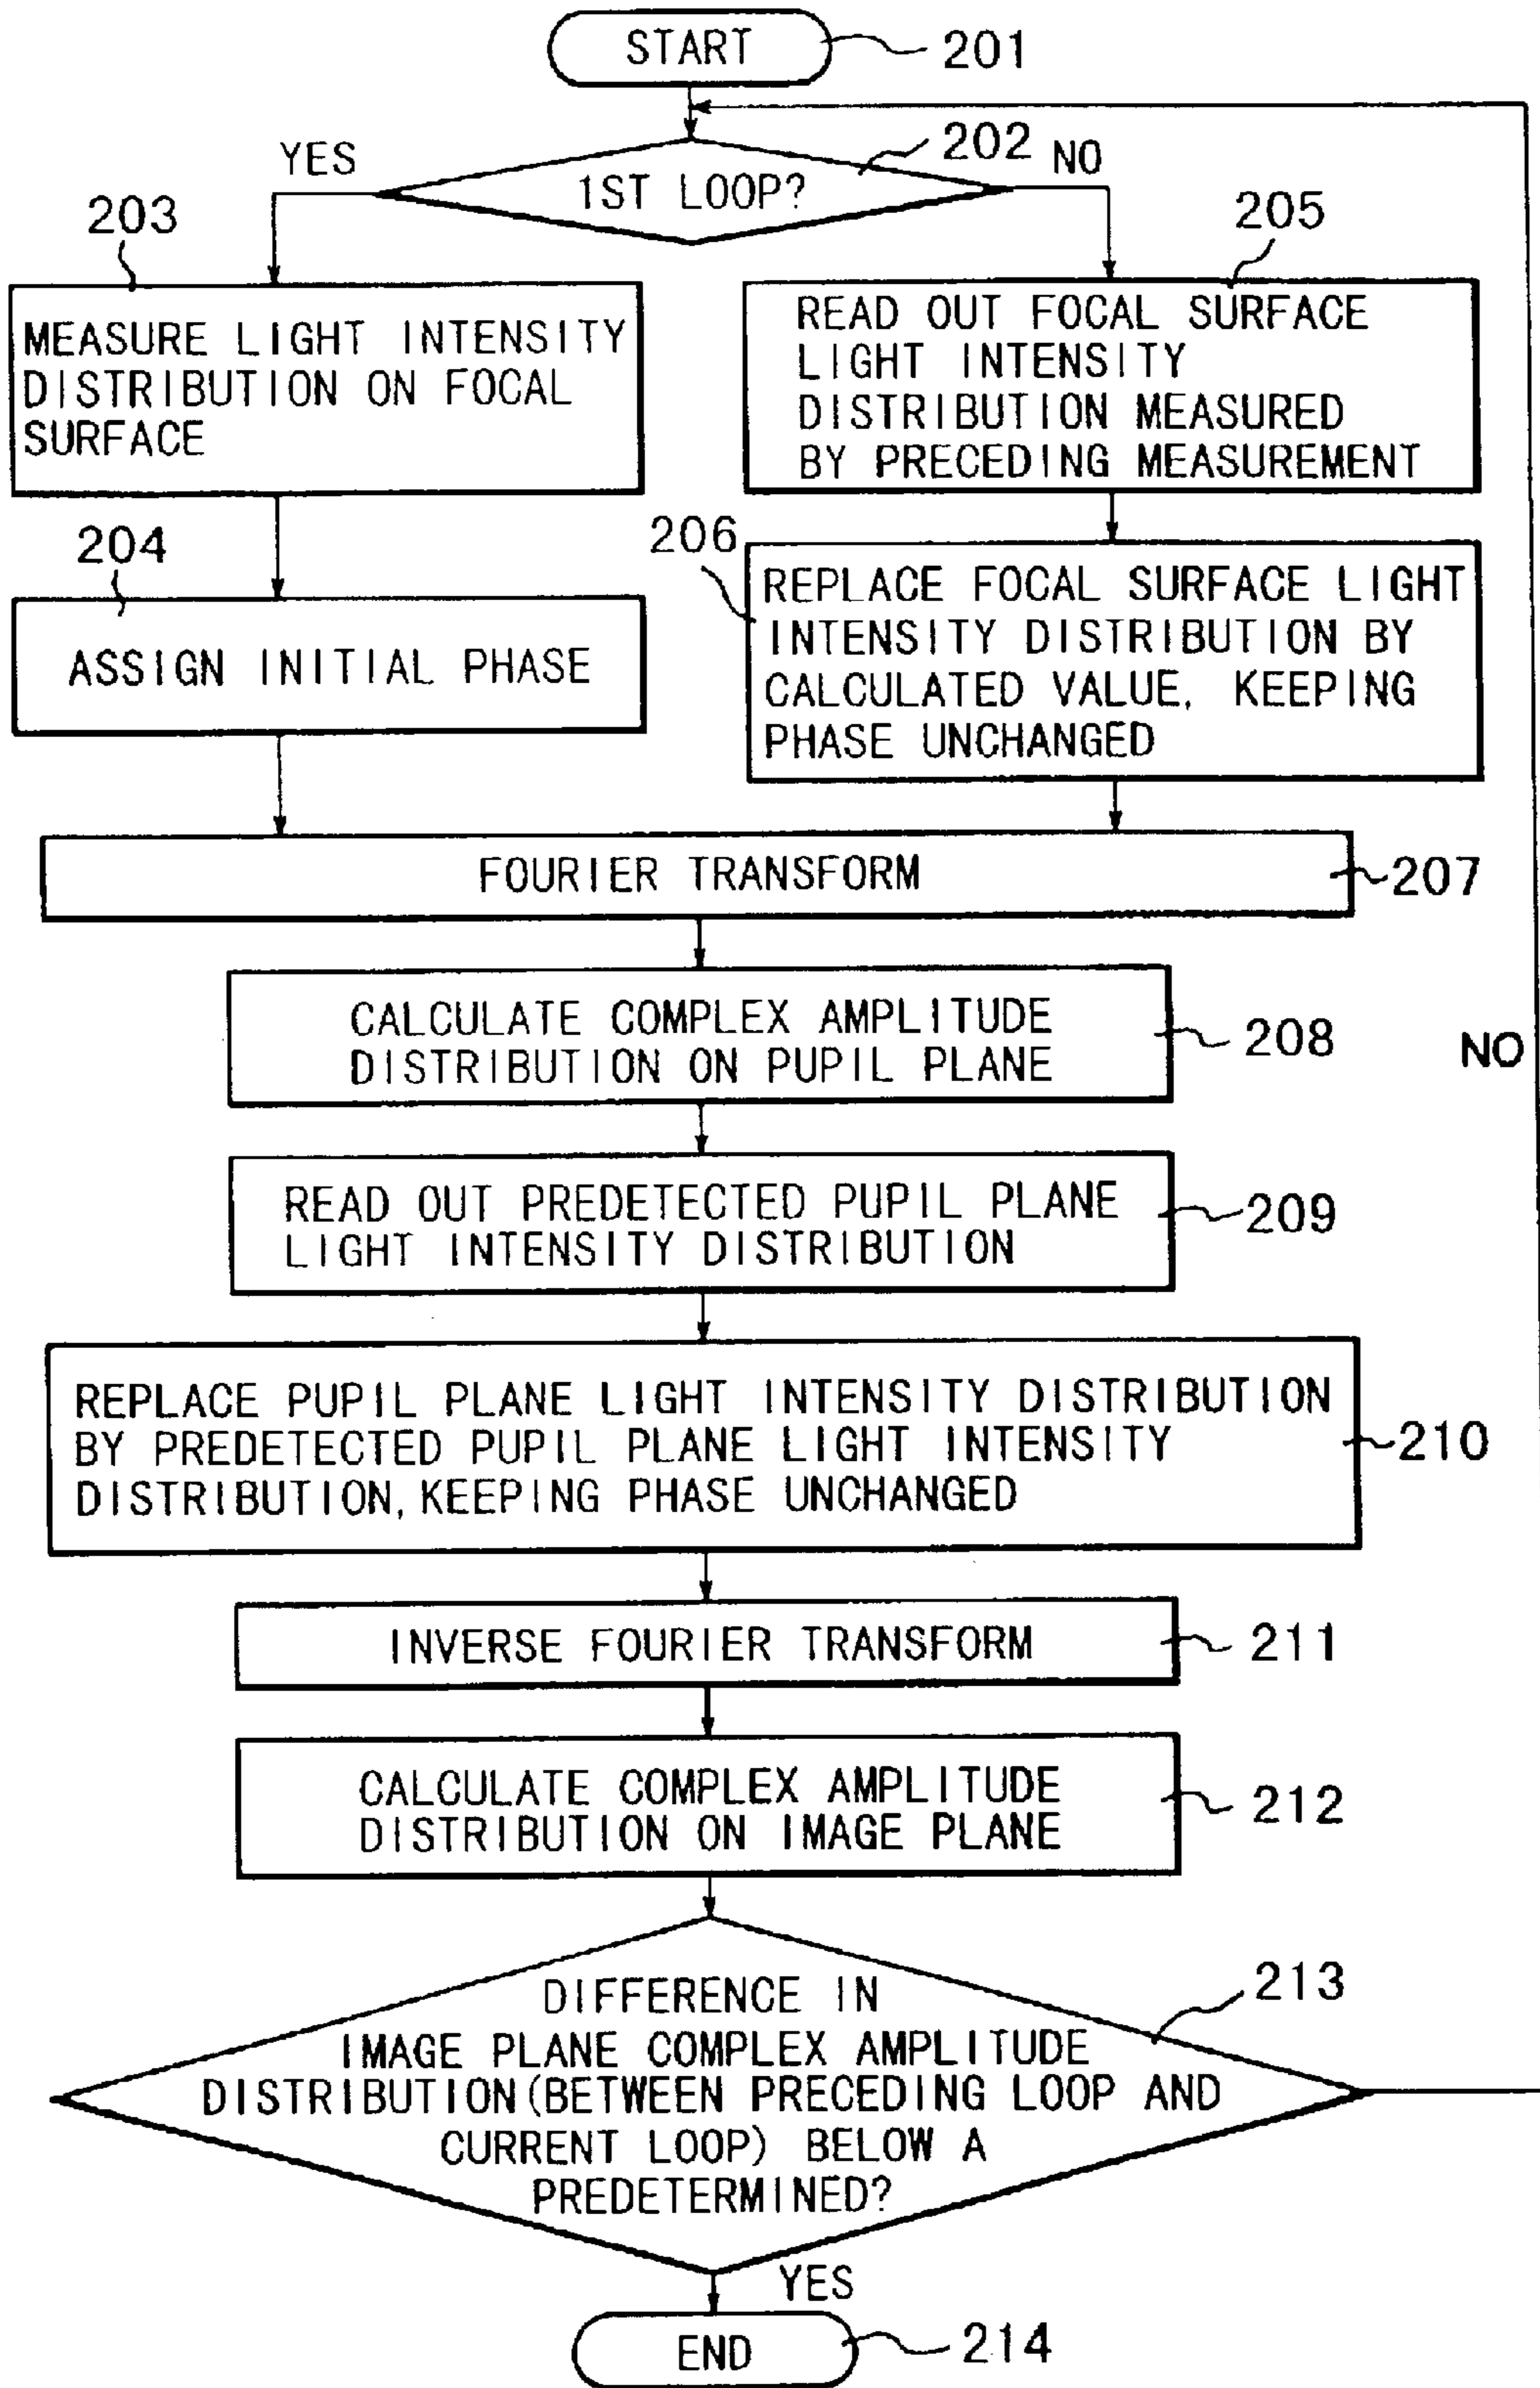 START
201
202
YES
NO
1ST LOOP?
203
205
MEASURE LIGHT INTENSITY
DISTRIBUTION ON FOCAL
SURFACE
READ OUT FOCAL SURFACE
LIGHT INTENSITY
DISTRIBUTION MEASURED
BY PRECEDING MEASUREMENT
204
206
ASSIGN INITIAL PHASE
REPLACE FOCAL SURFACE LIGHT
INTENSITY DISTRIBUTION BY
CALCULATED VALUE, KEEPING
PHASE UNCHANGED
FOURIER TRANSFORM
207
CALCULATE COMPLEX AMPLITUDE
DISTRIBUTION ON PUPIL PLANE
208
NO
READ OUT PREDETECTED PUPIL PLANE
LIGHT INTENSITY DISTRIBUTION
209
REPLACE PUPIL PLANE LIGHT INTENSITY DISTRIBUTION
BY PREDETECTED PUPIL PLANE LIGHT INTENSITY
DISTRIBUTION, KEEPING PHASE UNCHANGED
210
INVERSE FOURIER TRANSFORM
211
CALCULATE COMPLEX AMPLITUDE
DISTRIBUTION ON IMAGE PLANE
212
213
DIFFERENCE IN
IMAGE PLANE COMPLEX AMPLITUDE
DISTRIBUTION (BETWEEN PRECEDING LOOP AND
CURRENT LOOP) BELOW A
PREDETERMINED?
YES
END
214